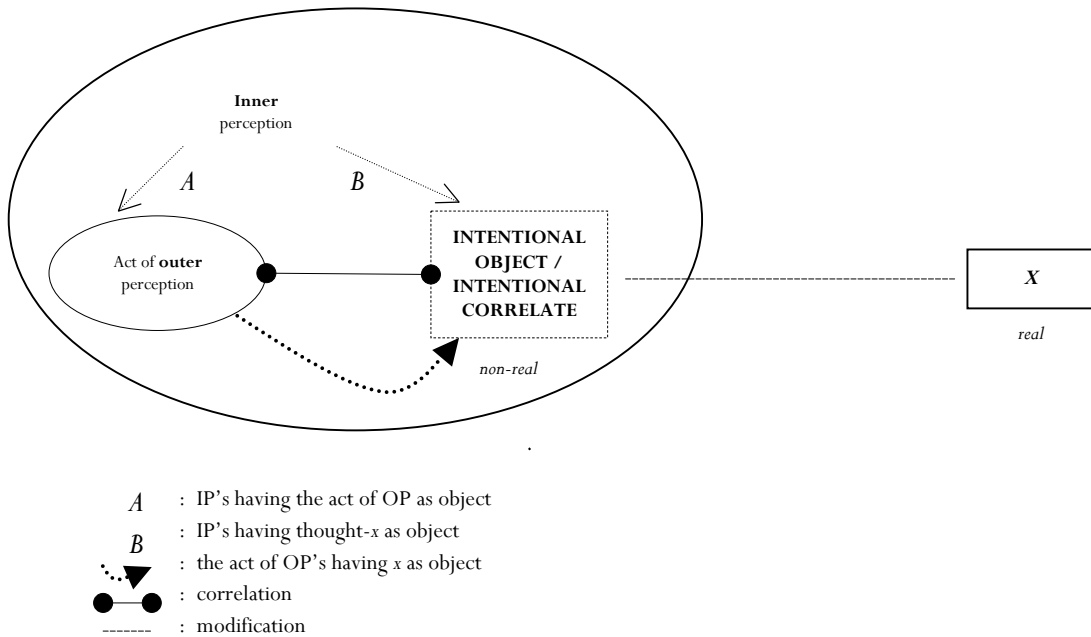 Inner
perception
A
B
Act of outer
perception
INTENTIONAL
OBJECT /
INTENTIONAL
CORRELATE
X
real
non-real
A : IP’s having the act of OP as object
B : IP’s having thought-x as object
: the act of OP’s having x as object
: correlation
: modification